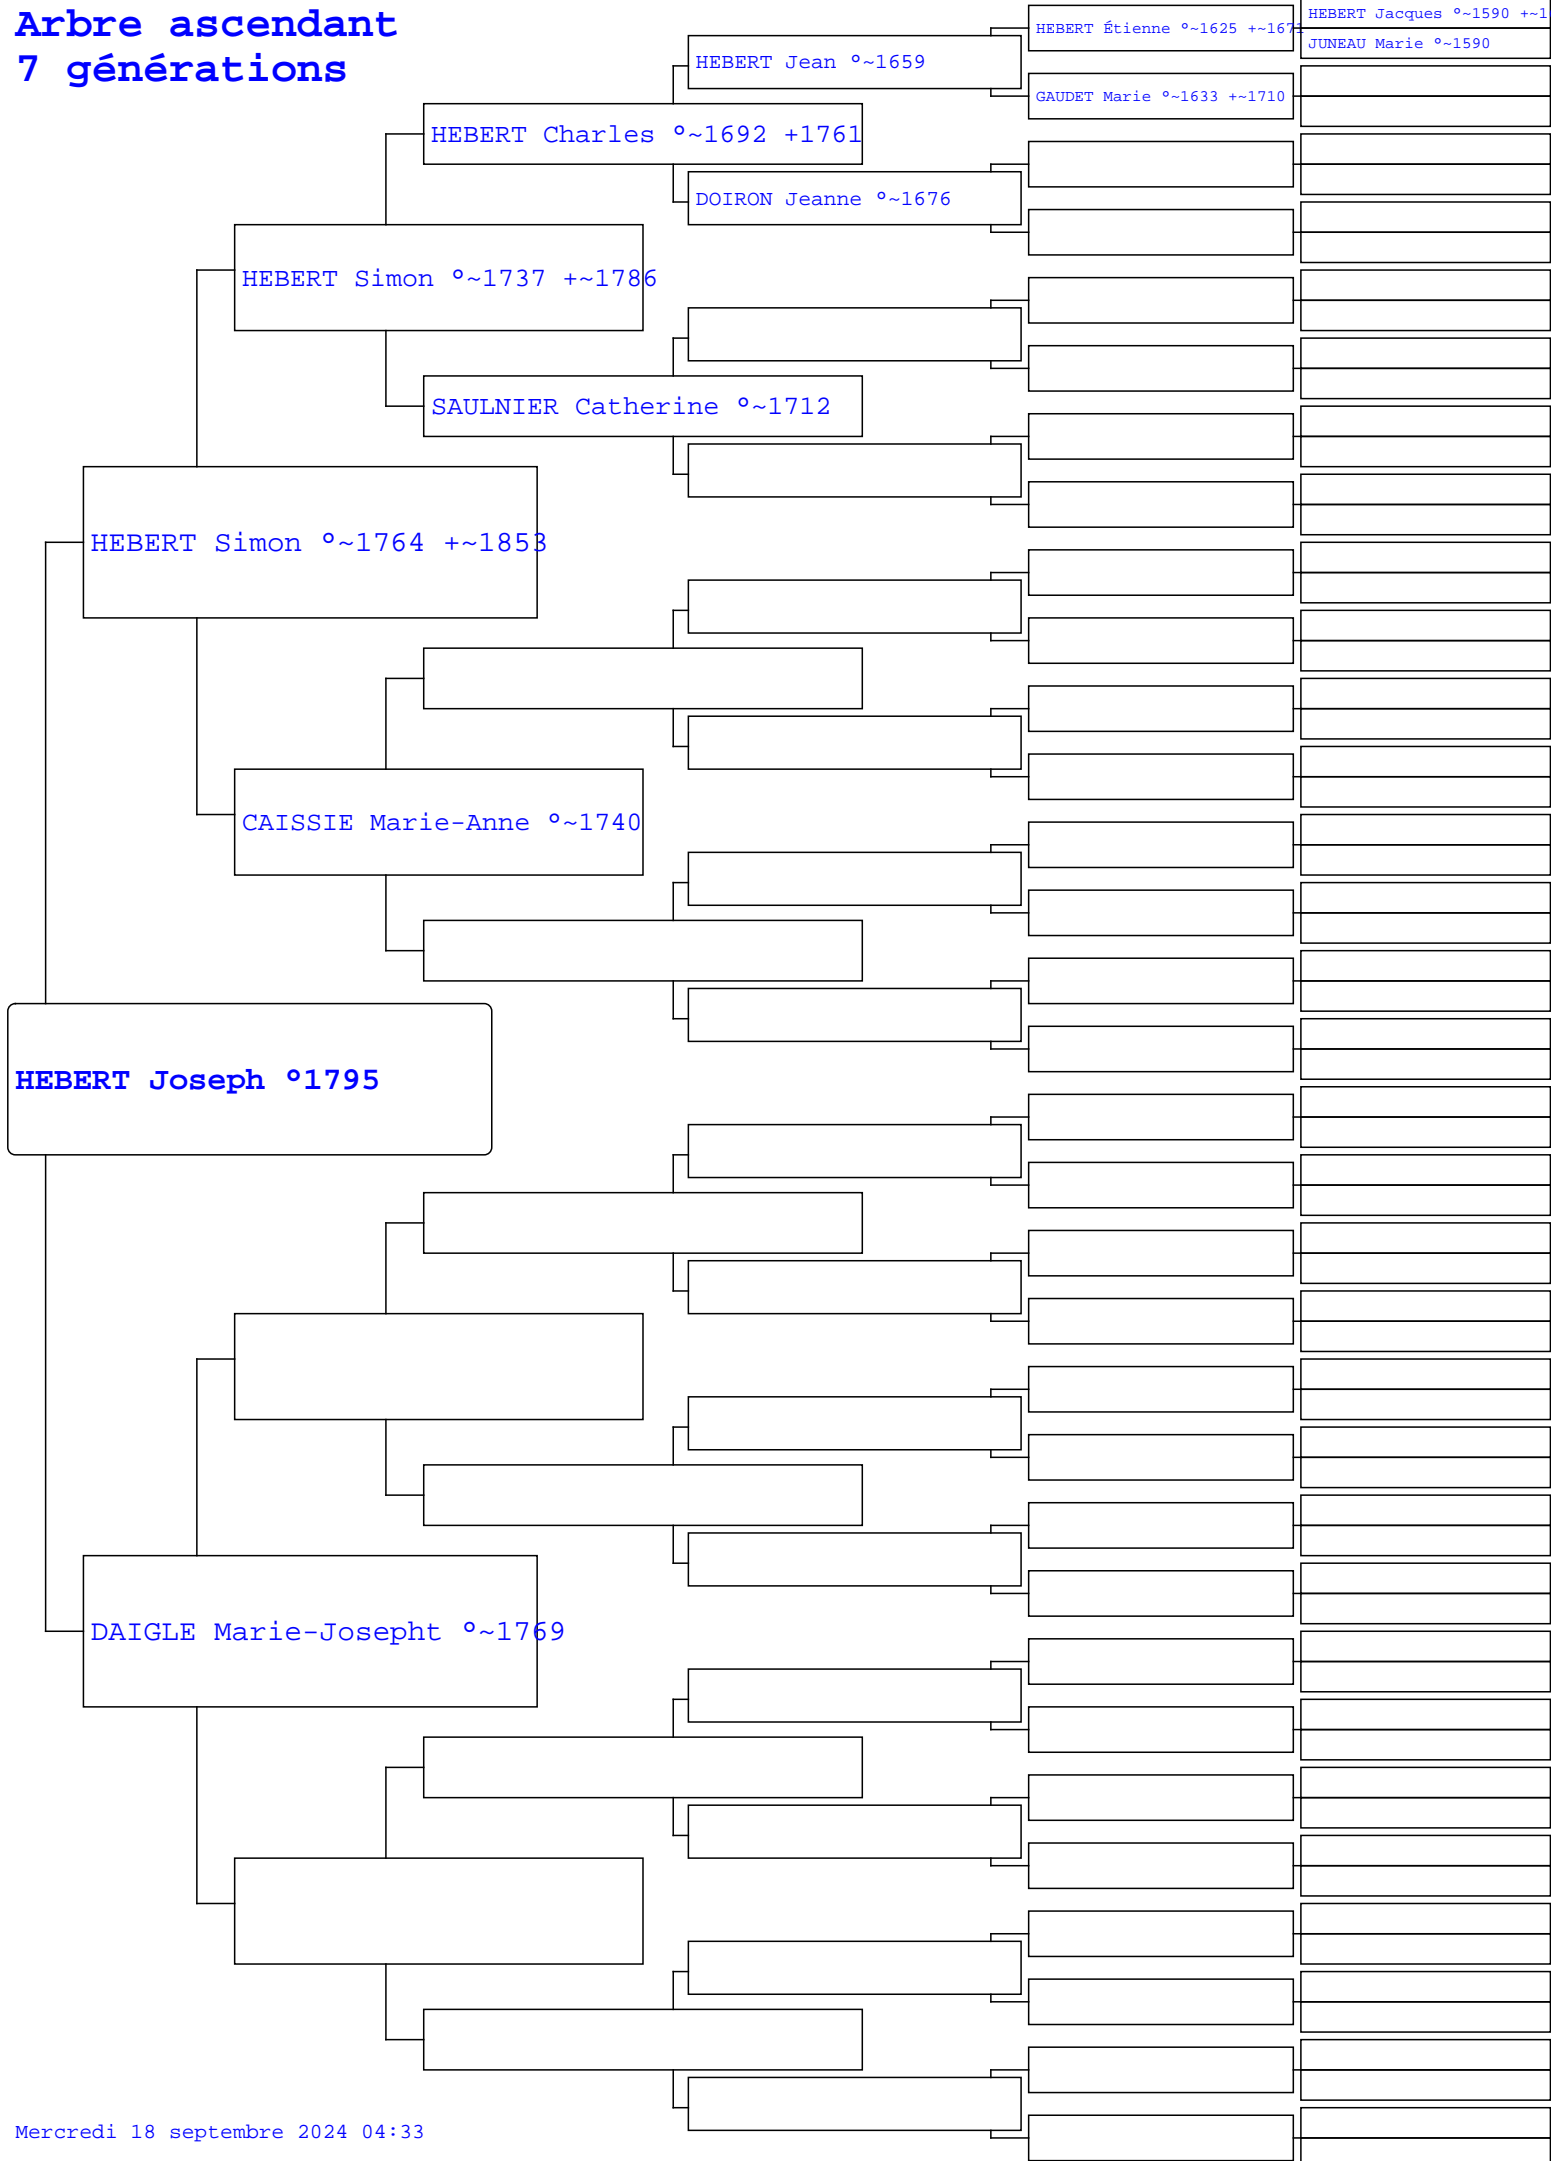 Arbre ascendant
7 générations
HEBERT Jacques °~1590 +~1
JUNEAU Marie °~1590
HEBERT Étienne °~1625 +~1671
HEBERT Jean °~1659
GAUDET Marie °~1633 +~1710
HEBERT Charles °~1692 +1761
DOIRON Jeanne °~1676
HEBERT Simon °~1737 +~1786
SAULNIER Catherine °~1712
HEBERT Simon °~1764 +~1853
CAISSIE Marie-Anne °~1740
HEBERT Joseph °1795
DAIGLE Marie-Josepht °~1769
Mercredi 18 septembre 2024 04:33